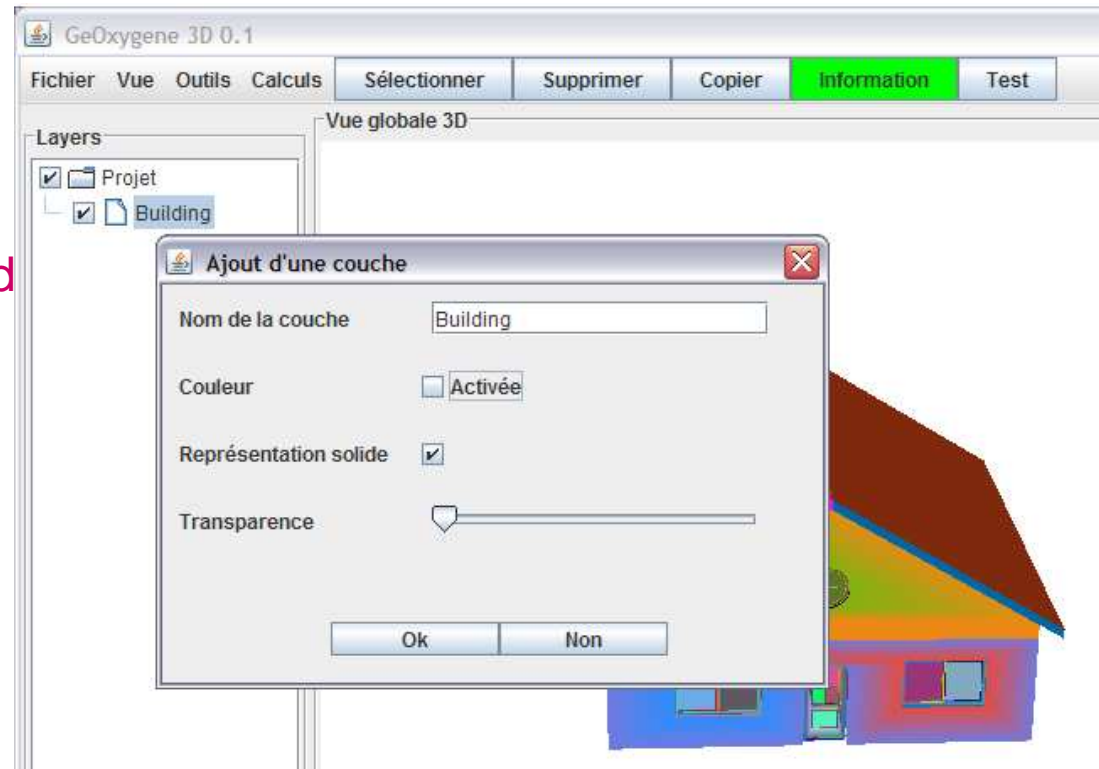 GeOxygene 3D 0.1
Fichier Vue Outils Calculs Sélectionner Supprimer Copier Information Test
Layers
Vue globale 3D
Projet
Building
d
Ajout d'une couche
Nom de la couche Building
Couleur Activée
Représentation solide
Transparence
Ok Non